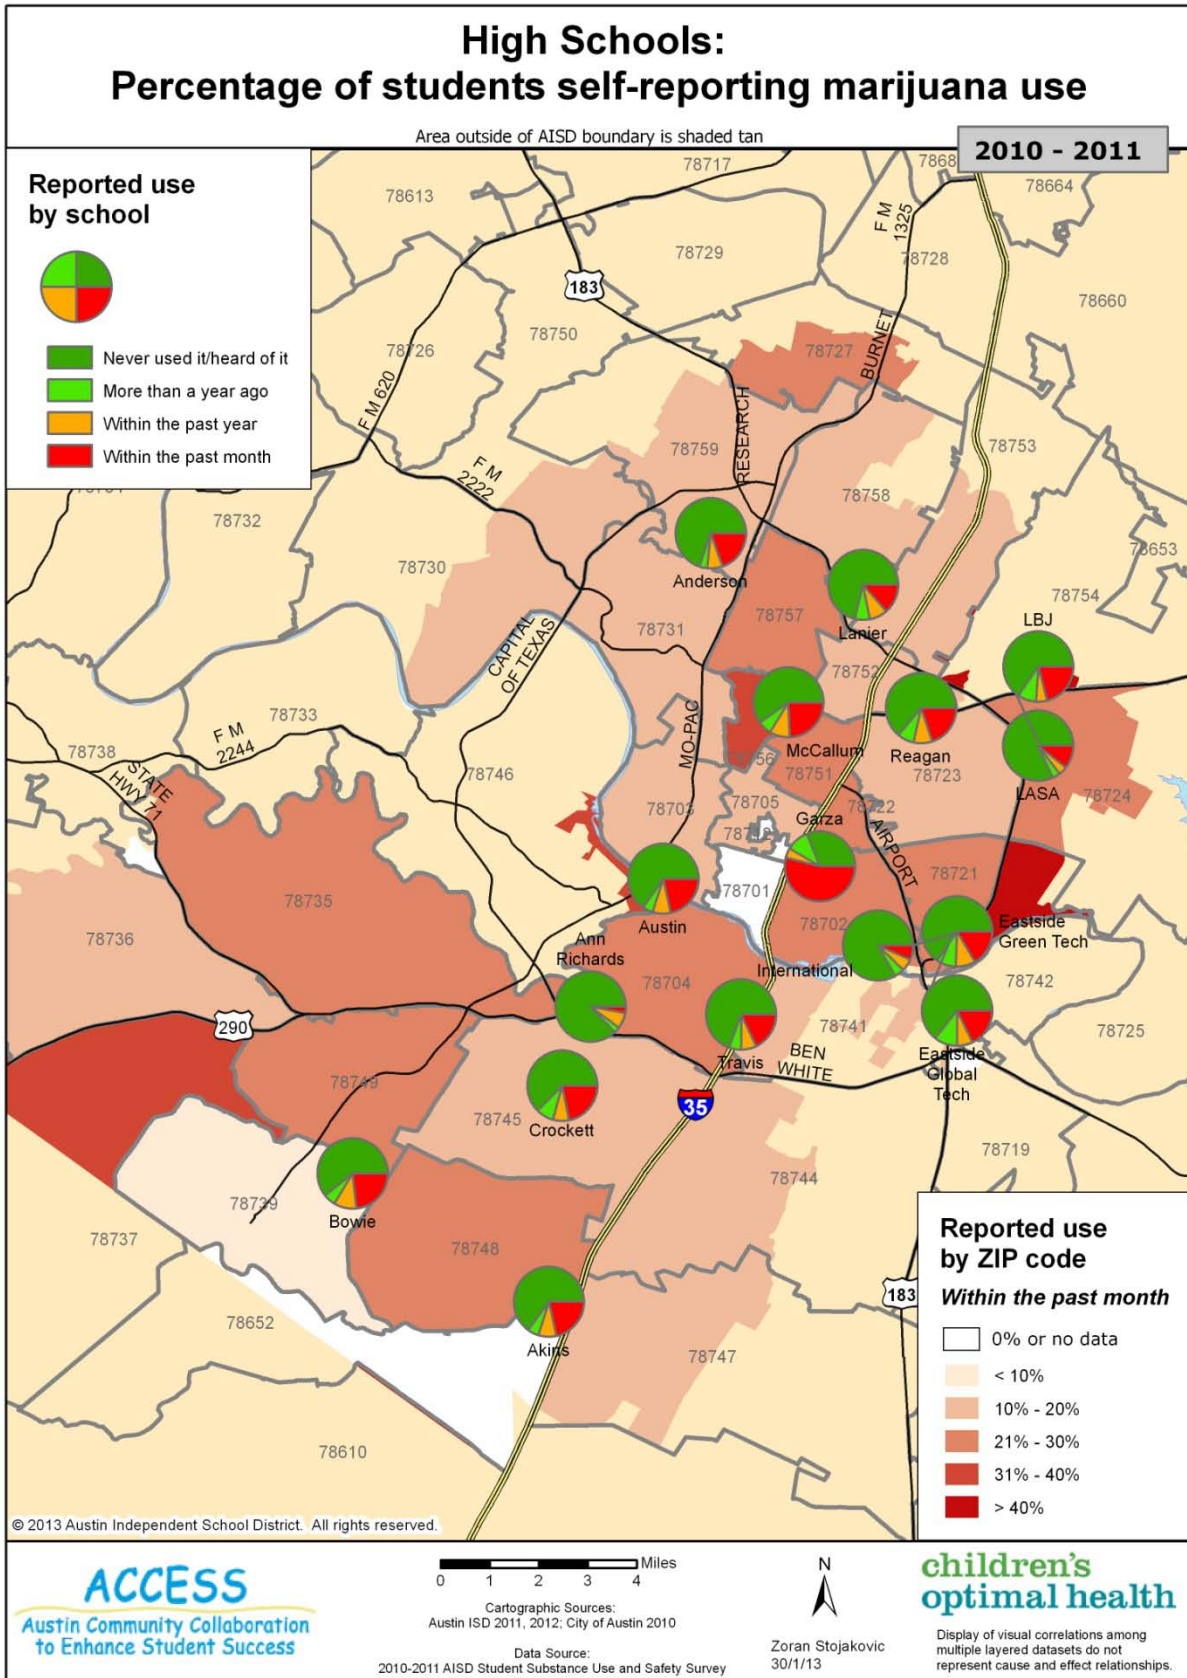 High Schools:
Percentage of students self-reporting marijuana use
Area outside of AISD boundary is shaded tan
2010 - 2011
Reported use
by school
Never used it/heard of it
More than a year ago
Within the past year
Within the past month
78717
78664
78613
F M
1325
78729
78728
183
78660
78750
78726
78727
BURNET
F M 620
RESEARCH
78759
78753
F M
2222
78758
78732
78653
78730
Anderson
78754
78757
LBJ
Lanier
78731
CAPITAL
OF TEXAS
78752
78733
F M
2244
MO-PAC
McCallum
Reagan
78738
STATE
HWY 71
78746
78751
78723
LASA
78724
78703
78705
78722
Garza
AIRPORT
78701
78721
78735
78702
78736
Austin
Eastside
Green Tech
Ann
Richards
International
78704
78742
290
78741
78725
BEN
WHITE
Travis
Eastside
Global
Tech
78749
35
78745
Crockett
78719
78744
78739
Bowie
78737
78748
183
78652
Akins
78747
78610
Reported use
by ZIP code
Within the past month
0% or no data
< 10%
10% - 20%
21% - 30%
31% - 40%
> 40%
© 2013 Austin Independent School District. All rights reserved.
ACCESS
Austin Community Collaboration
to Enhance Student Success
Miles
0 1 2 3 4
Cartographic Sources:
Austin ISD 2011, 2012; City of Austin 2010
Data Source:
2010-2011 AISD Student Substance Use and Safety Survey
N
Zoran Stojakovic
30/1/13
children's
optimal health
Display of visual correlations among
multiple layered datasets do not
represent cause and effect relationships.